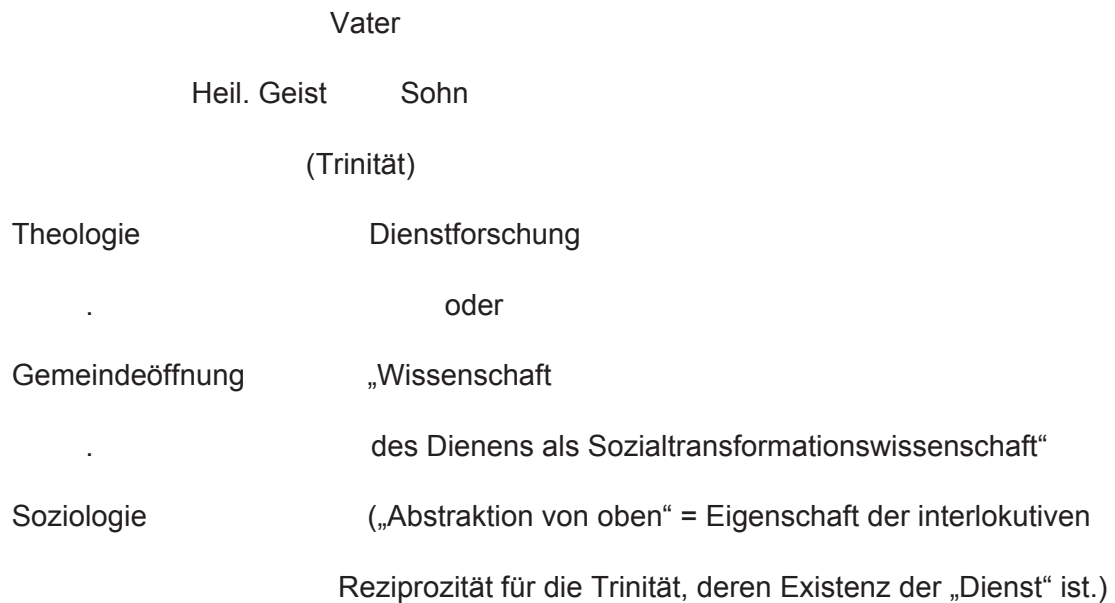 Vater
Heil. Geist Sohn
(Trinität)
Theologie Dienstforschung
. oder
Gemeindeöffnung „Wissenschaft
. des Dienens als Sozialtransformationswissenschaft“
Soziologie („Abstraktion von oben“ = Eigenschaft der interlokutiven
Reziprozität für die Trinität, deren Existenz der „Dienst“ ist.)